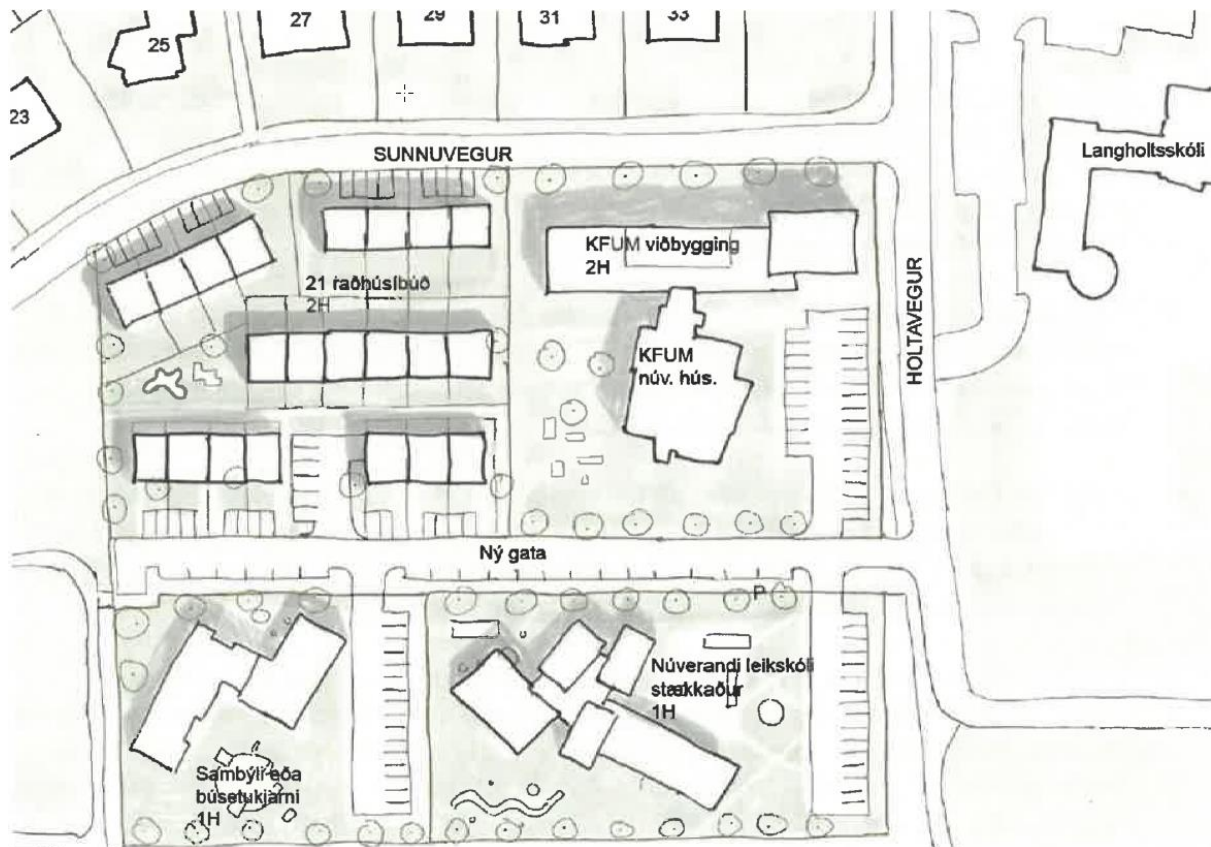 27
29
31
33
25
23
SUNNUVEGUR
Langholtsskóli
KFUM viðbygging
2H
21 raðhúsíbúð
2H
HOLTAVEGUR
KFUM
núv. hús.
Ný gata
P
Núverandi leikskóli
stækkaður
1H
Sambýli eða
búsetukjarni
1H